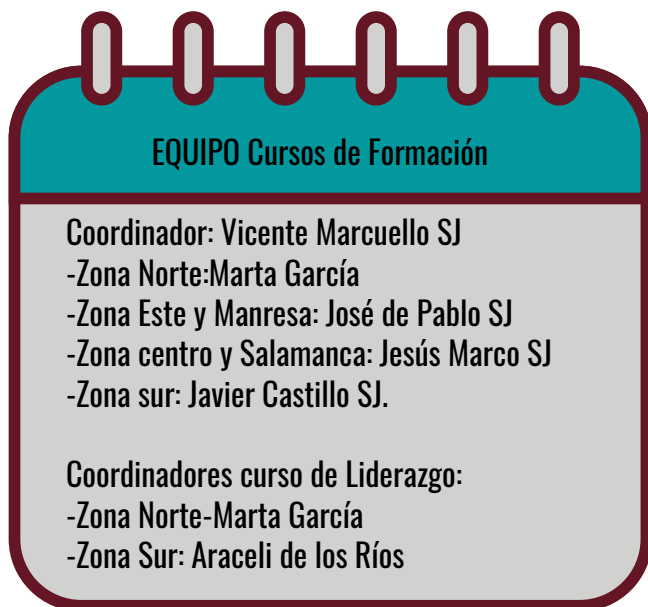 EQUIPO Cursos de Formación
Coordinador: Vicente Marcuello SJ
-Zona Norte:Marta García
-Zona Este y Manresa: José de Pablo SJ
-Zona centro y Salamanca: Jesús Marco SJ
-Zona sur: Javier Castillo SJ.
Coordinadores curso de Liderazgo:
-Zona Norte-Marta García
-Zona Sur: Araceli de los Ríos